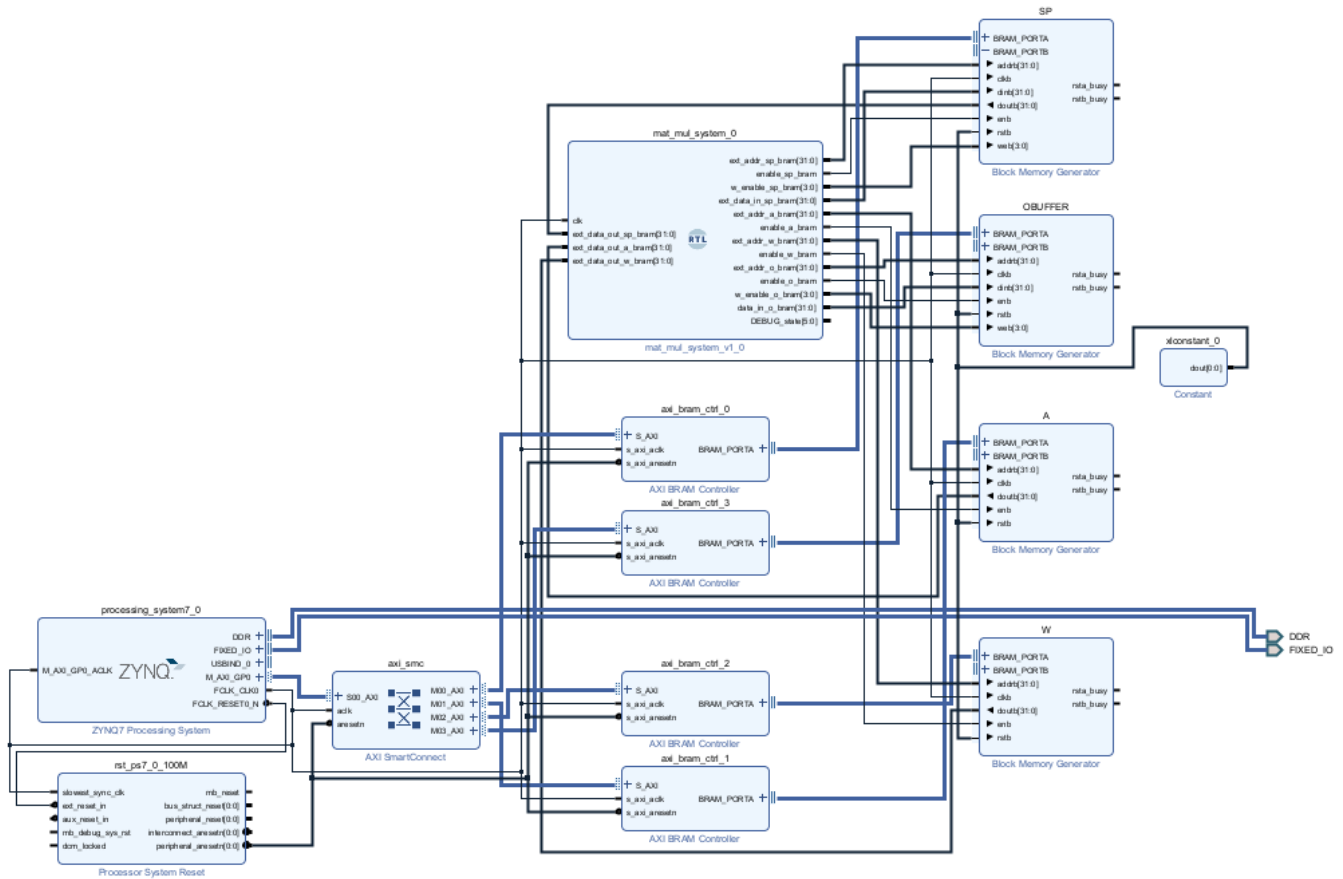 SP
BRAM_PORTA
BRAM_PORTB
addrb[31:0]
clkb
dinb[31:0]
doutb[31:0]
enb
rstb
web[3:0]
rsta_busy
rstb_busy
Block Memory Generator
mat_mul_system_0
clk
ext_data_out_sp_bram[31:0]
ext_data_out_a_bram[31:0]
ext_data_out_w_bram[31:0]
RTL
ext_addr_sp_bram[31:0]
enable_sp_bram
w_enable_sp_bram[3:0]
ext_data_in_sp_bram[31:0]
ext_addr_a_bram[31:0]
enable_a_bram
ext_addr_w_bram[31:0]
enable_w_bram
ext_addr_o_bram[31:0]
enable_o_bram
w_enable_o_bram[3:0]
data_in_o_bram[31:0]
DEBUG_state[5:0]
mat_mul_system_v1_0
OBUFFER
BRAM_PORTA
BRAM_PORTB
addrb[31:0]
clkb
dinb[31:0]
enb
rstb
web[3:0]
rsta_busy
rstb_busy
Block Memory Generator
xlconstant_0
dout[0:0]
Constant
axi_bram_ctrl_0
S_AXI
s_axi_aclk
s_axi_aresetn
BRAM_PORTA
AXI BRAM Controller
A
BRAM_PORTA
BRAM_PORTB
addrb[31:0]
clkb
doutb[31:0]
enb
rstb
rsta_busy
rstb_busy
Block Memory Generator
axi_bram_ctrl_3
S_AXI
s_axi_aclk
s_axi_aresetn
BRAM_PORTA
AXI BRAM Controller
processing_system7_0
M_AXI_GP0_ACLK
ZYNQ
DDR
FIXED_IO
USBIND_0
M_AXI_GP0
FCLK_CLK0
FCLK_RESET0_N
ZYNQ7 Processing System
DDR
FIXED_IO
axi_smc
S00_AXI
aclk
aresetn
M00_AXI
M01_AXI
M02_AXI
M03_AXI
AXI SmartConnect
axi_bram_ctrl_2
S_AXI
s_axi_aclk
s_axi_aresetn
BRAM_PORTA
AXI BRAM Controller
W
BRAM_PORTA
BRAM_PORTB
addrb[31:0]
clkb
doutb[31:0]
enb
rstb
rsta_busy
rstb_busy
Block Memory Generator
rst_ps7_0_100M
slowest_sync_clk
ext_reset_in
aux_reset_in
mb_debug_sys_rst
dcm_locked
mb_reset
bus_struct_reset[0:0]
peripheral_reset[0:0]
interconnect_aresetn[0:0]
peripheral_aresetn[0:0]
Processor System Reset
axi_bram_ctrl_1
S_AXI
s_axi_aclk
s_axi_aresetn
BRAM_PORTA
AXI BRAM Controller